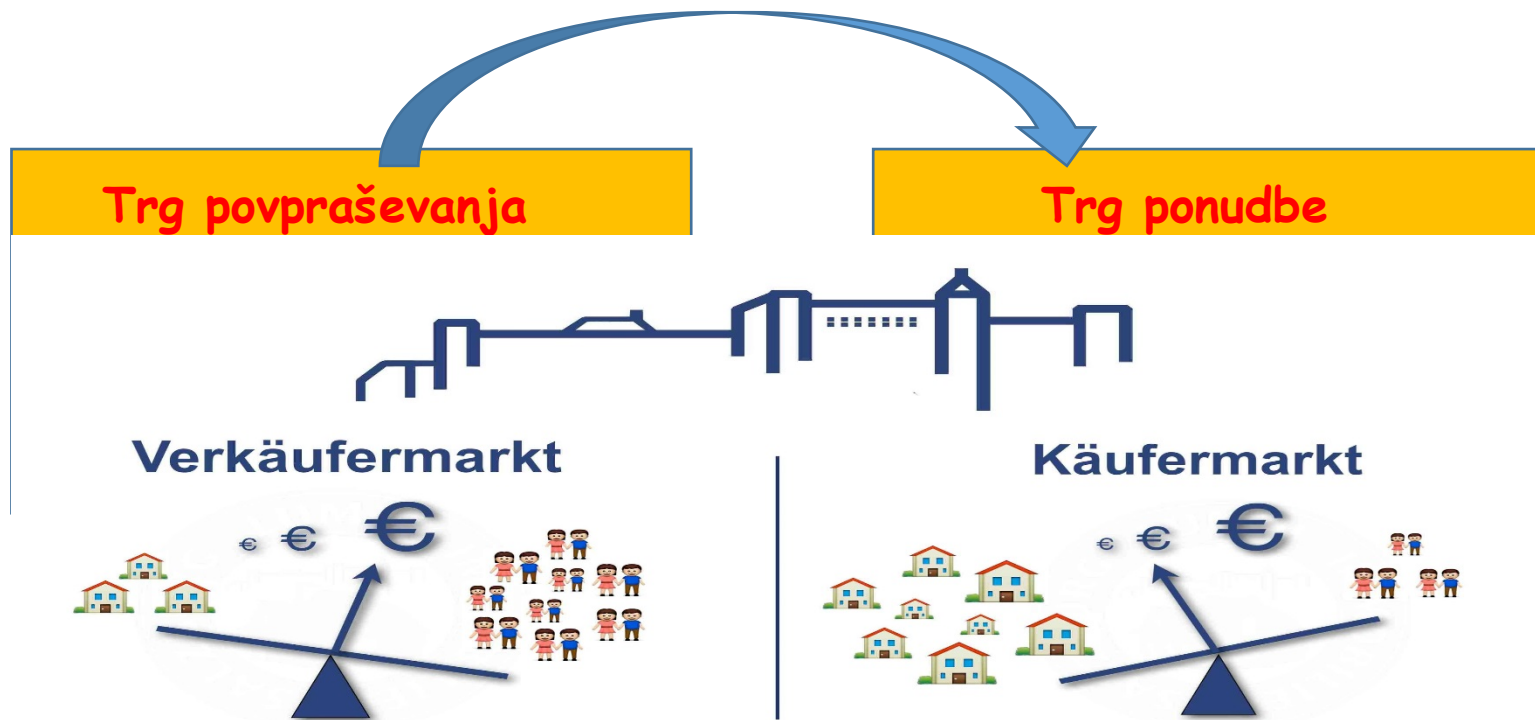 Trg povpraševanja
Trg ponudbe
Verkäufermarkt
Käufermarkt
€ € €
€ € €